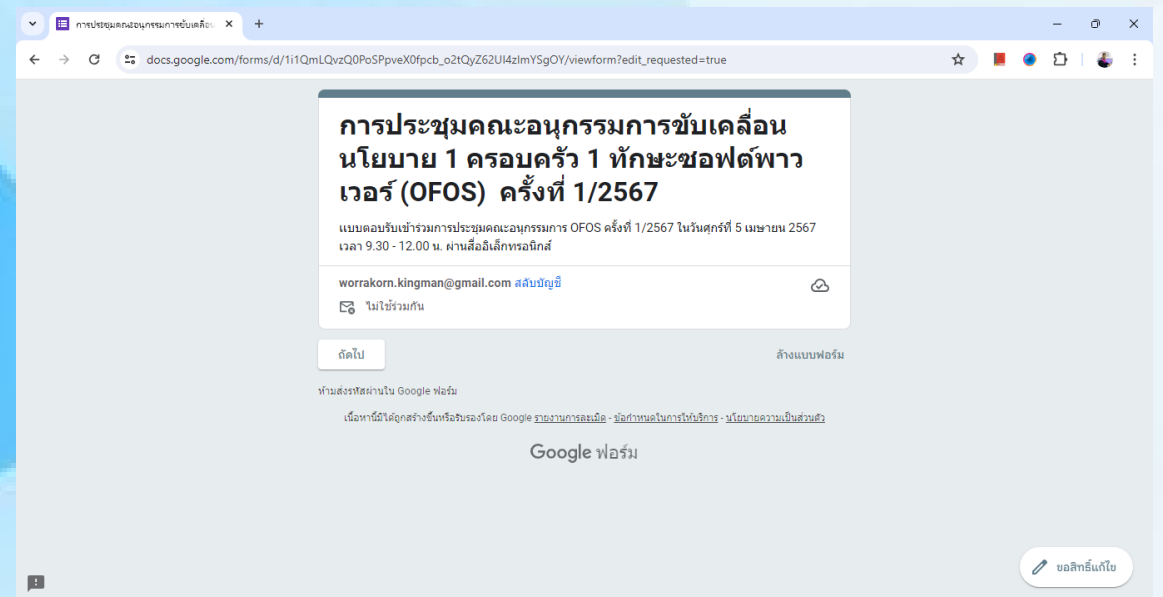 การประชุมคณะอนุกรรมการขับเคลื่อน
docs.google.com/forms/d/1i1QmLQvzQ0PoSPpveX0fpcb_o2tQyZ62UI4zImYSgOY/viewform?edit_requested=true
การประชุมคณะอนุกรรมการขับเคลื่อน
นโยบาย 1 ครอบครัว 1 ทักษะซอฟต์พาว
เวอร์ (OFOS) ครั้งที่ 1/2567
แบบตอบรับเข้าร่วมการประชุมคณะอนุกรรมการ OFOS ครั้งที่ 1/2567 ในวันศุกร์ที่ 5 เมษายน 2567
เวลา 9.30 - 12.00 น. ผ่านสื่ออิเล็กทรอนิกส์
worrakorn.kingman@gmail.com สลับบัญชี
ไม่ใช้ร่วมกัน
ถัดไป ล้างแบบฟอร์ม
ห้ามส่งรหัสผ่านใน Google ฟอร์ม
เนื้อหานี้มิได้ถูกสร้างขึ้นหรือรับรองโดย Google รายงานการละเมิด - ข้อกำหนดในการให้บริการ - นโยบายความเป็นส่วนตัว
Google ฟอร์ม
ขอสิทธิ์แก้ไข